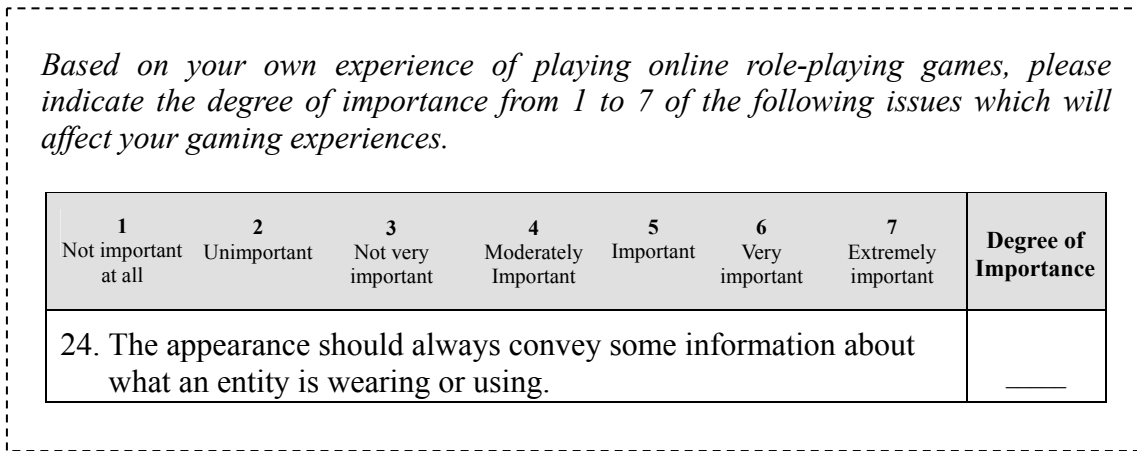 Based on your own experience of playing online role-playing games, please
indicate the degree of importance from 1 to 7 of the following issues which will
affect your gaming experiences.
1 2 3 4 5 6 7
Not important Unimportant Not very Moderately Important Very Extremely
at all important Important important important
Degree of
Importance
24. The appearance should always convey some information about
what an entity is wearing or using. _____